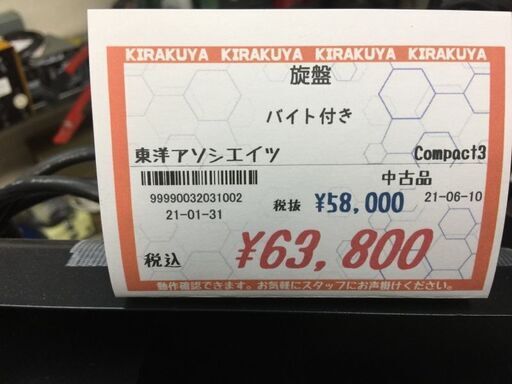 KIRAKUYA KIRAKUYA KIRAKUYA KIRAKUYA
旋盤
バイト付き
東洋アソシエイツ Compact3
中古品
99990032031002 税抜 ¥58,000 21-06-10
21-01-31
税込 ¥63,800
動作確認できます。お気軽にスタッフにお声掛けください。